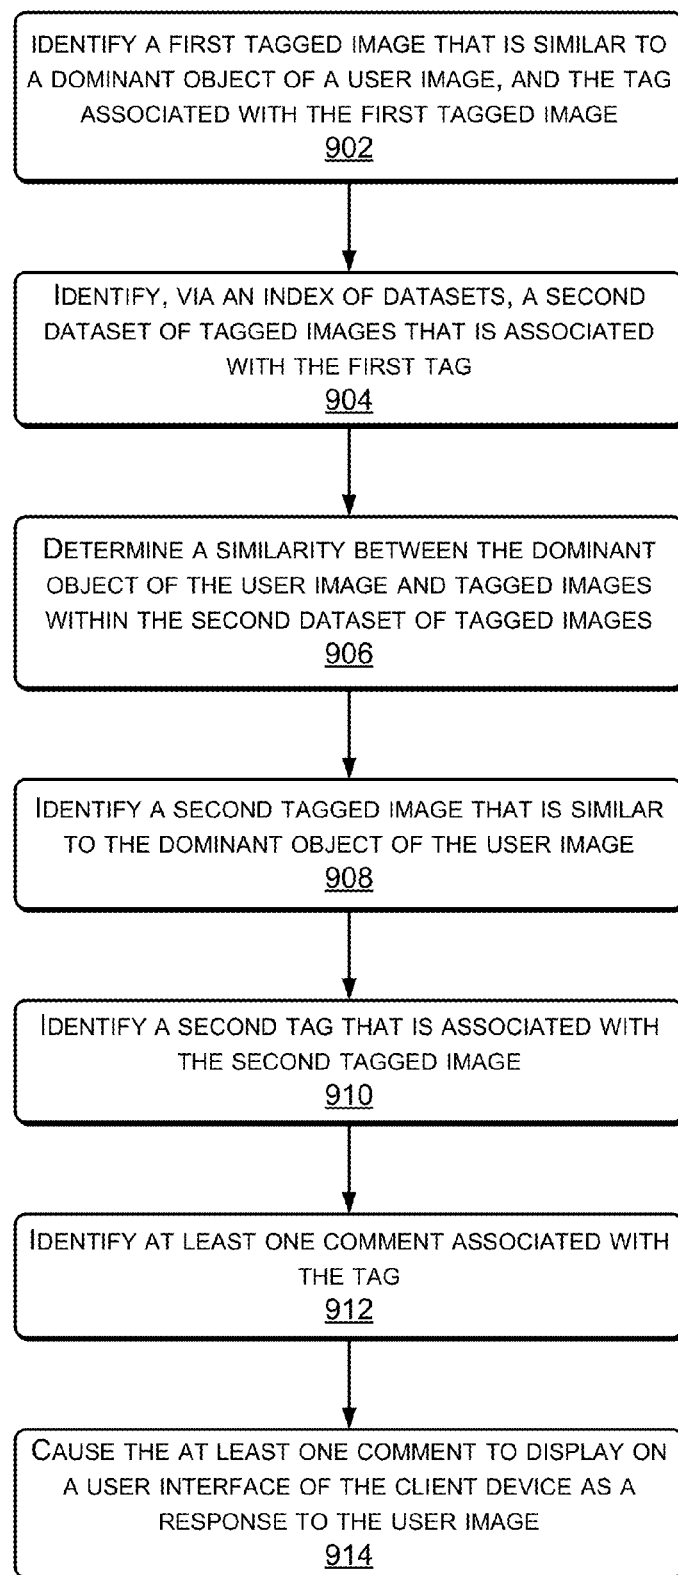 IDENTIFY A FIRST TAGGED IMAGE THAT IS SIMILAR TO
A DOMINANT OBJECT OF A USER IMAGE, AND THE TAG
ASSOCIATED WITH THE FIRST TAGGED IMAGE
902
IDENTIFY, VIA AN INDEX OF DATASETS, A SECOND
DATASET OF TAGGED IMAGES THAT IS ASSOCIATED
WITH THE FIRST TAG
904
DETERMINE A SIMILARITY BETWEEN THE DOMINANT
OBJECT OF THE USER IMAGE AND TAGGED IMAGES
WITHIN THE SECOND DATASET OF TAGGED IMAGES
906
IDENTIFY A SECOND TAGGED IMAGE THAT IS SIMILAR
TO THE DOMINANT OBJECT OF THE USER IMAGE
908
IDENTIFY A SECOND TAG THAT IS ASSOCIATED WITH
THE SECOND TAGGED IMAGE
910
IDENTIFY AT LEAST ONE COMMENT ASSOCIATED WITH
THE TAG
912
CAUSE THE AT LEAST ONE COMMENT TO DISPLAY ON
A USER INTERFACE OF THE CLIENT DEVICE AS A
RESPONSE TO THE USER IMAGE
914